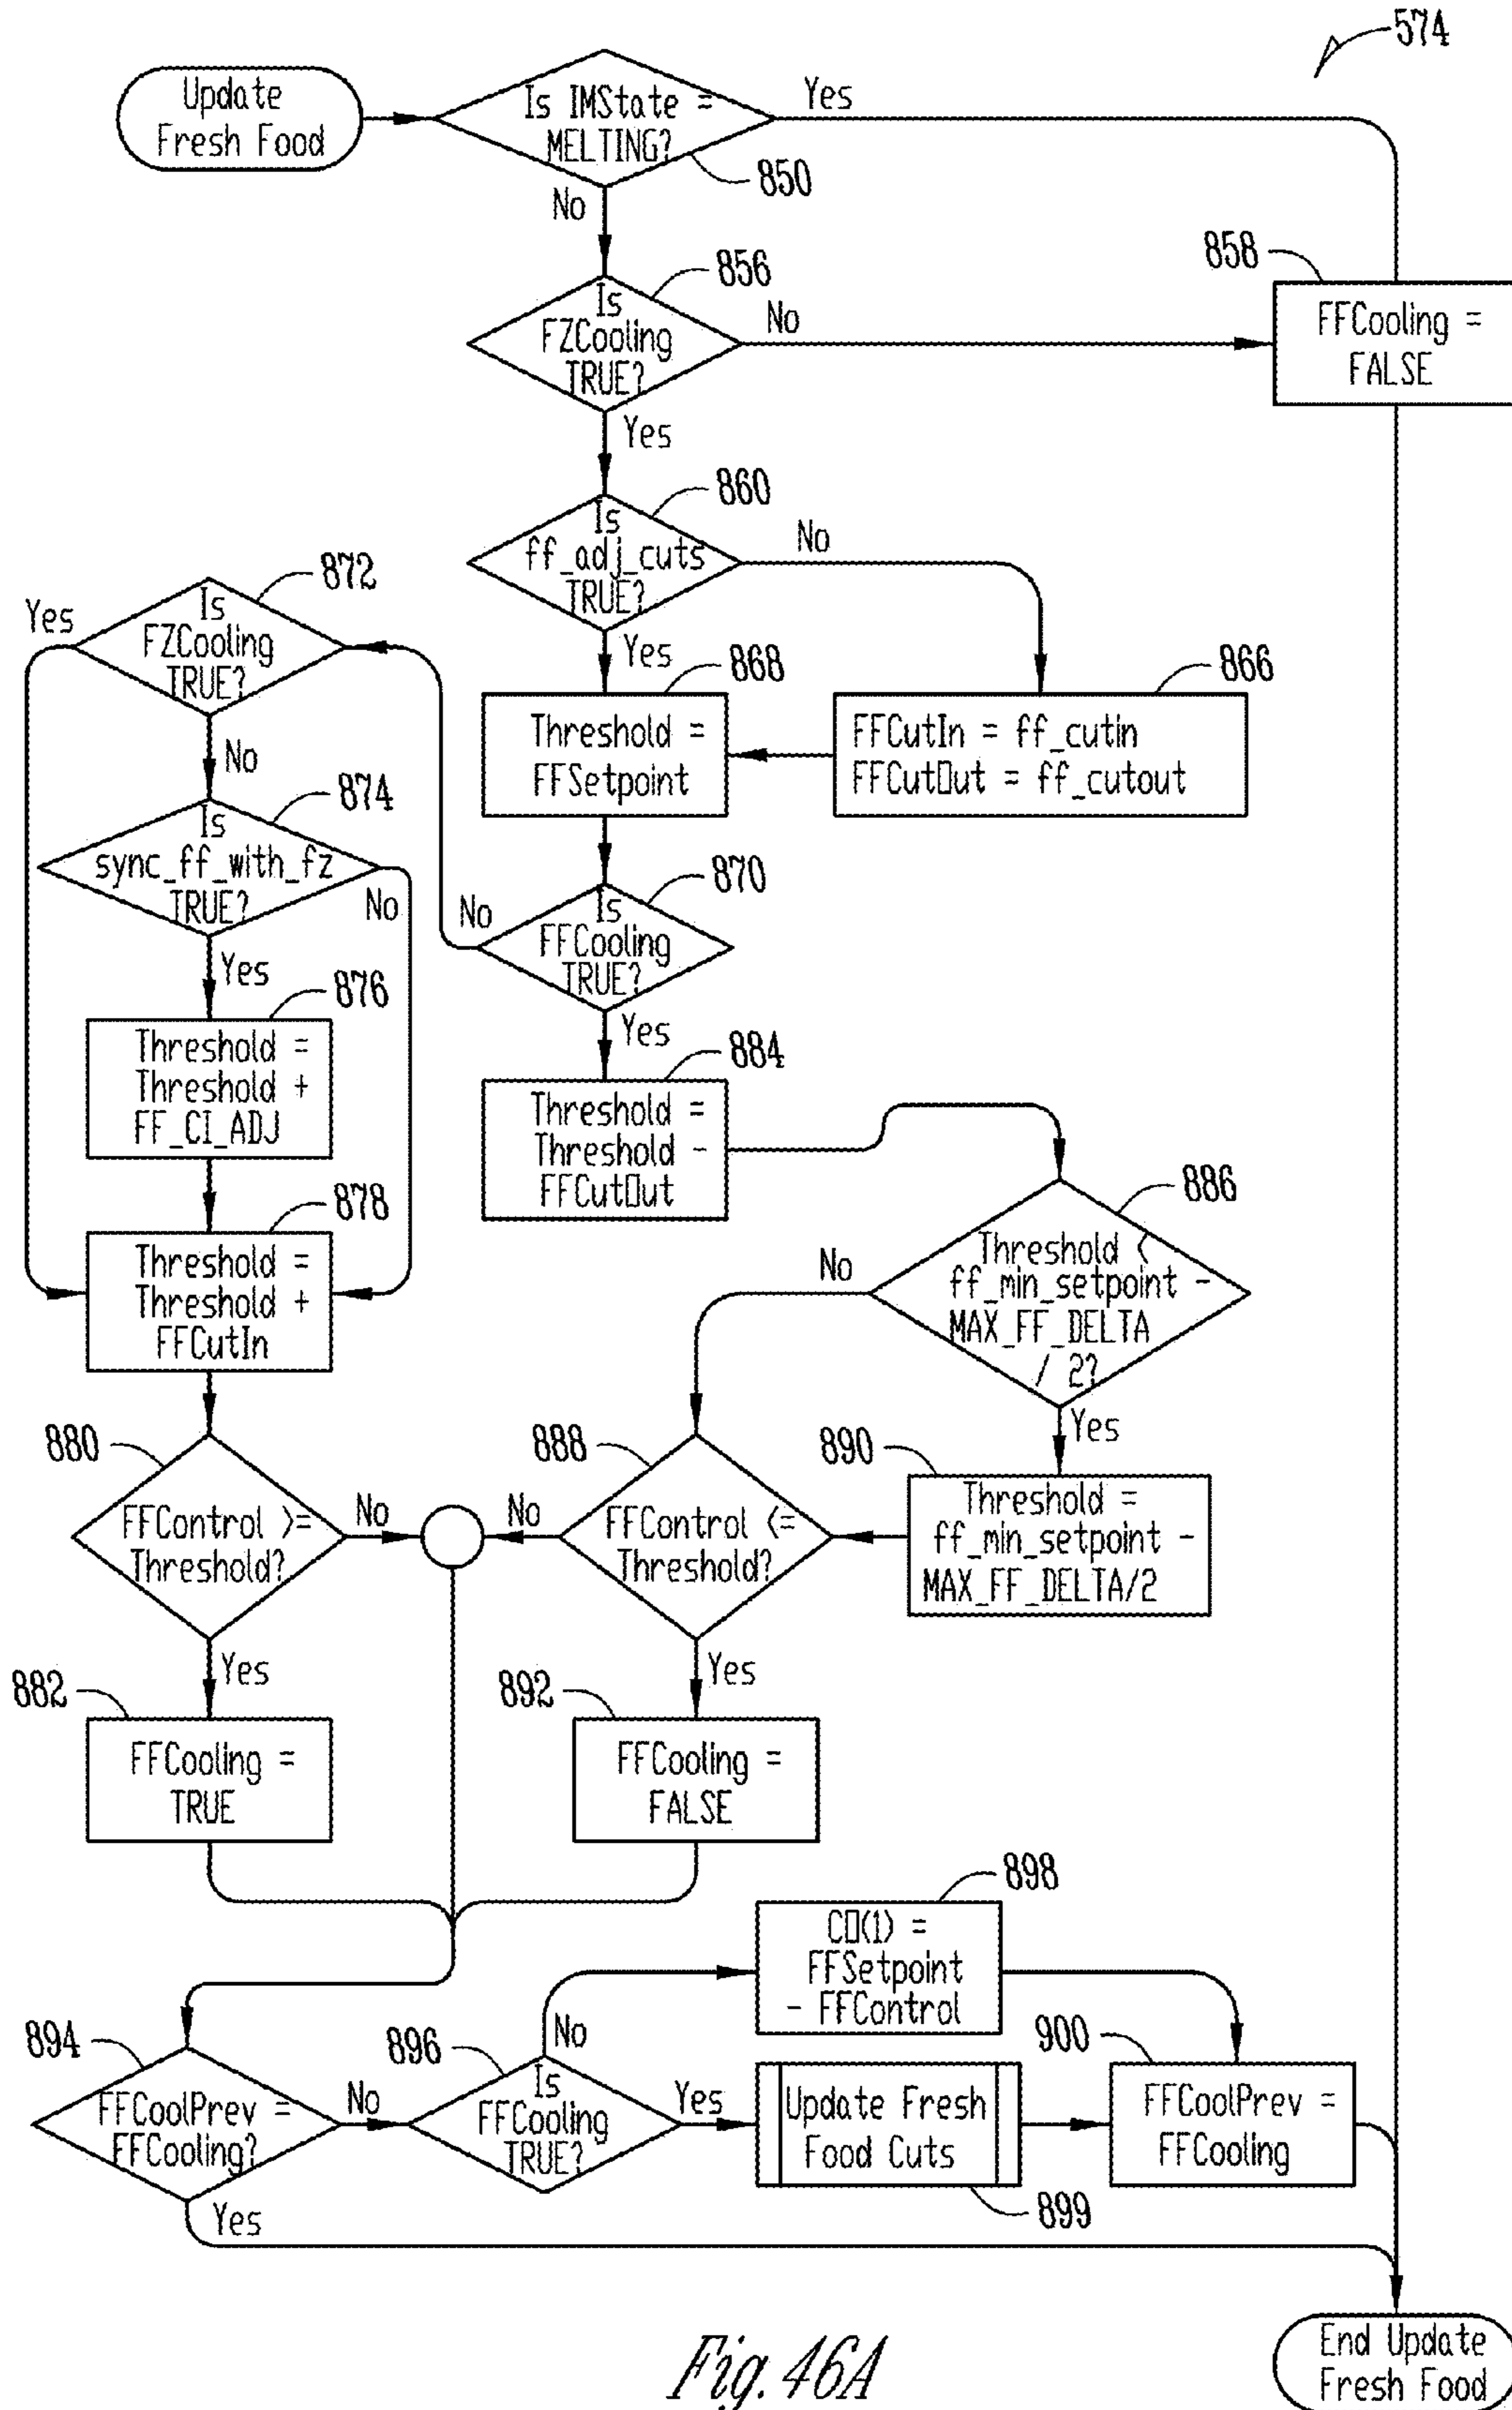 574
Update
Fresh Food
Is IMState =
MELTING?
Yes
850
No
856
Is
FZCooling
TRUE?
No
858
FFCooling =
FALSE
Yes
860
Is
ff_adj_cuts
TRUE?
No
872
Is
FZCooling
TRUE?
Yes
Yes
868
Threshold =
FFSetpoint
866
FFCutIn = ff_cutin
FFCutOut = ff_cutout
No
874
Is
sync_ff_with_fz
TRUE?
No
870
Is
FFCooling
TRUE?
No
Yes
876
Threshold =
Threshold +
FF_CI_ADJ
Yes
884
Threshold =
Threshold -
FFCutOut
878
Threshold =
Threshold +
FFCutIn
886
Threshold <
ff_min_setpoint -
MAX_FF_DELTA
/ 2?
No
Yes
880
FFControl >=
Threshold?
No
888
FFControl <=
Threshold?
No
890
Threshold =
ff_min_setpoint -
MAX_FF_DELTA/2
Yes
882
FFCooling =
TRUE
Yes
892
FFCooling =
FALSE
898
CO(1) =
FFSetpoint
- FFControl
894
FFCoolPrev =
FFCooling?
No
896
Is
FFCooling
TRUE?
No
Yes
Update Fresh
Food Cuts
899
900
FFCoolPrev =
FFCooling
Yes
End Update
Fresh Food
Fig. 46A